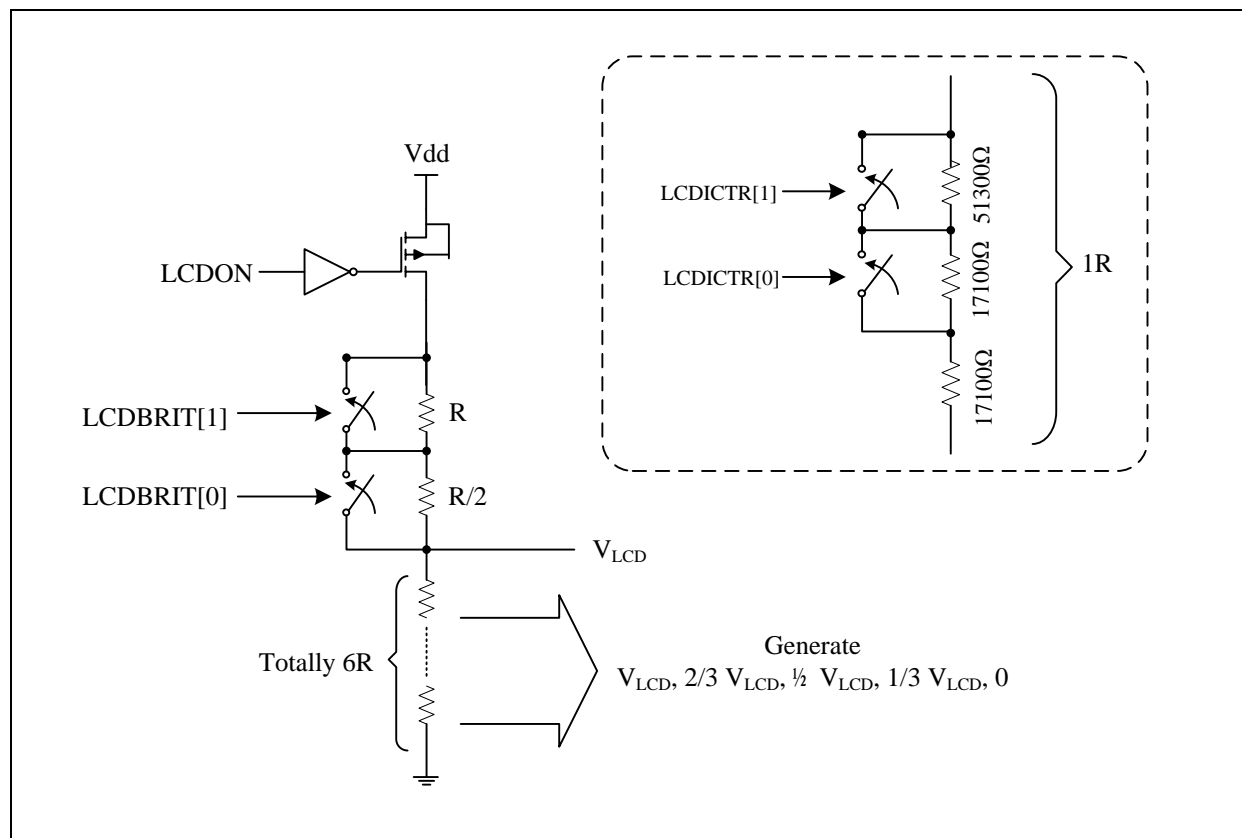 Vdd
LCDON
LCDBRIT[1]
R
LCDBRIT[0]
R/2
VLCD
Totally 6R
Generate
VLCD, 2/3 VLCD, ½ VLCD, 1/3 VLCD, 0
LCDICTR[1]
51300Ω
LCDICTR[0]
17100Ω
17100Ω
1R